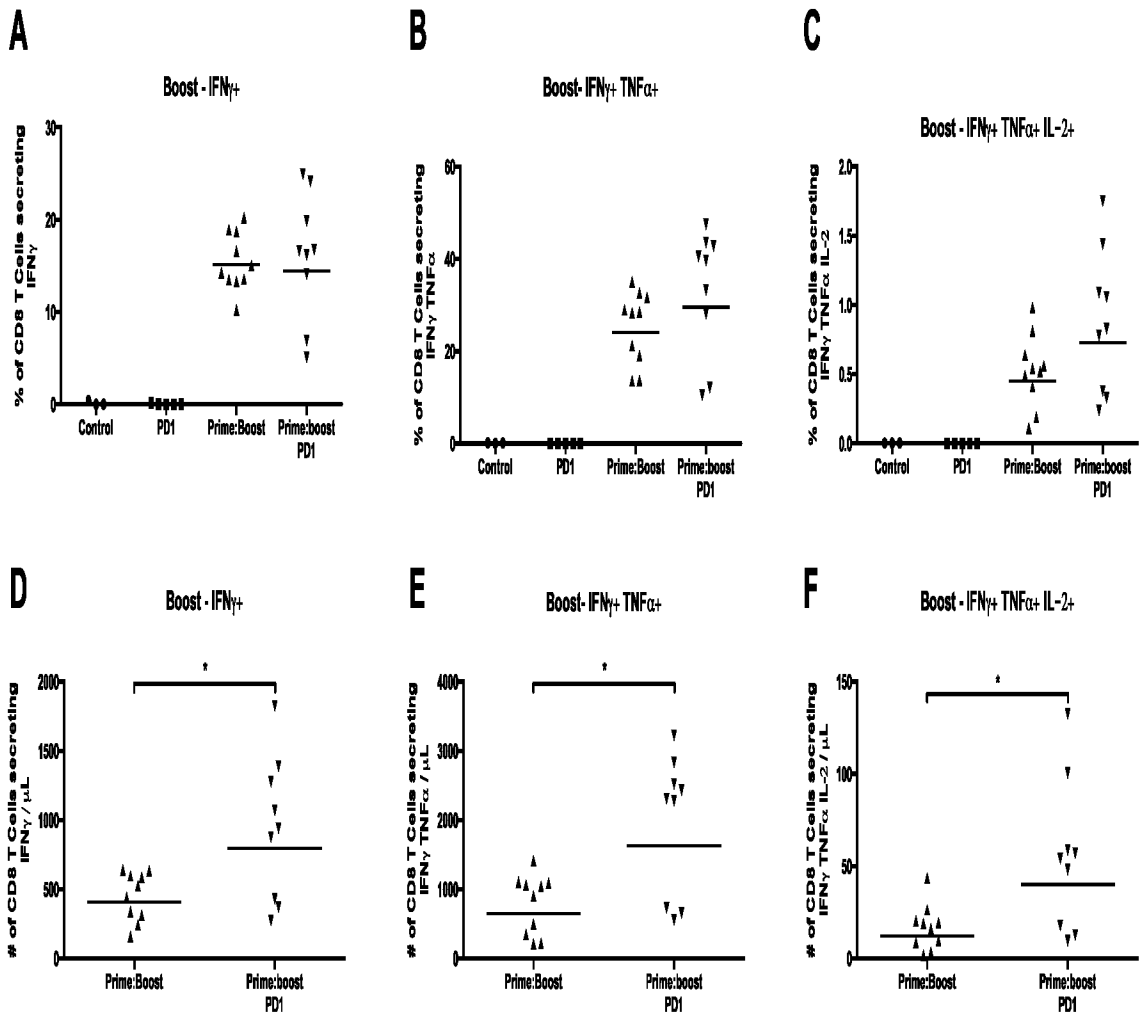 A
Boost - IFNγ+
% of CD8 T Cells secreting
IFNγ
30
20
10
0
Control
PD1
Prime:Boost
Prime:boost
PD1
B
Boost- IFNγ+ TNFα+
% of CD8 T Cells secreting
IFNγ TNFα
60
40
20
0
Control
PD1
Prime:Boost
Prime:boost
PD1
C
Boost - IFNγ+ TNFα+ IL-2+
% of CD8 T Cells secreting
IFNγ TNFα IL-2
2.0
1.5
1.0
0.5
0.0
Control
PD1
Prime:Boost
Prime:boost
PD1
D
Boost - IFNγ+
# of CD8 T Cells secreting
IFNγ / μL
2000
1500
1000
500
0
*
Prime:Boost
Prime:boost
PD1
E
Boost- IFNγ+ TNFα+
# of CD8 T Cells secreting
IFNγ TNFα / μL
4000
3000
2000
1000
0
*
Prime:Boost
Prime:boost
PD1
F
Boost - IFNγ+ TNFα+ IL-2+
# of CD8 T Cells secreting
IFNγ TNFα IL-2 / μL
150
100
50
0
*
Prime:Boost
Prime:boost
PD1